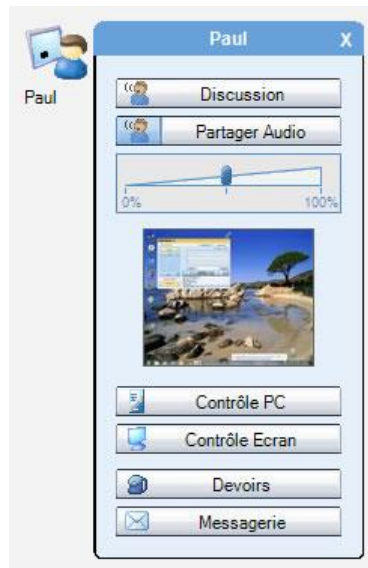 Paul X
Paul
Discussion
Partager Audio
0% 100%
Contrôle PC
Contrôle Ecran
Devoirs
Messagerie